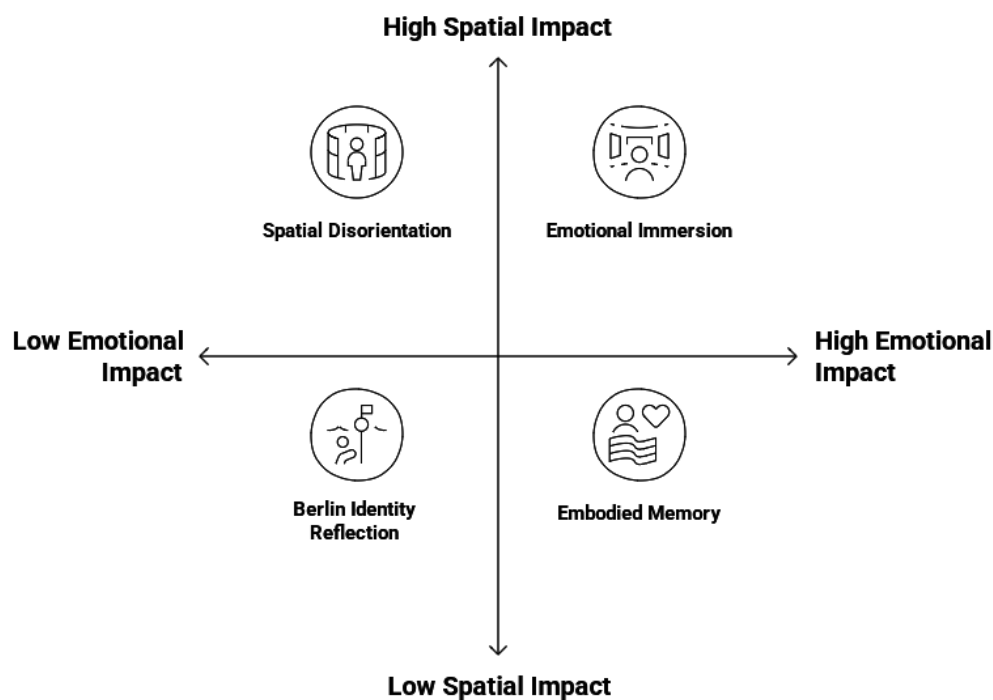 High Spatial Impact
Spatial Disorientation
Emotional Immersion
Low Emotional
Impact
High Emotional
Impact
Berlin Identity
Reflection
Embodied Memory
Low Spatial Impact